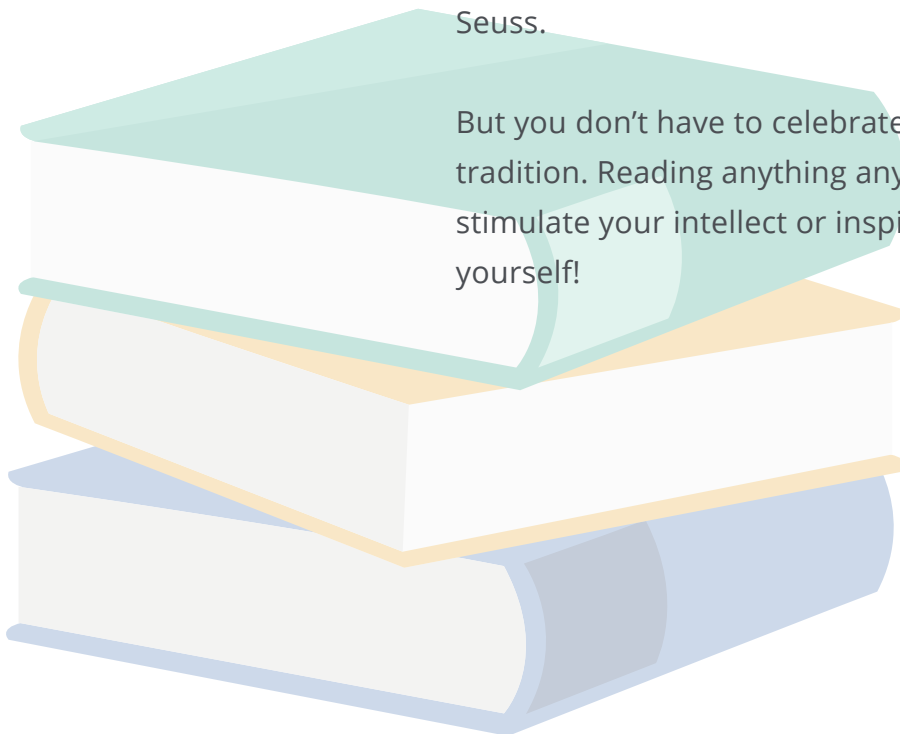 Seuss.
But you don’t have to celebrate
tradition. Reading anything any
stimulate your intellect or inspi
yourself!